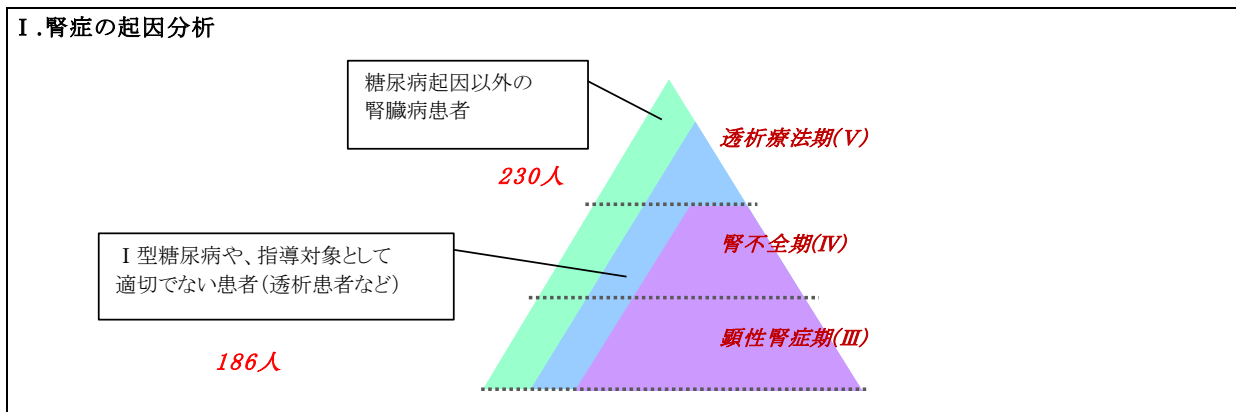 Ⅰ.腎症の起因分析
糖尿病起因以外の
腎臓病患者
透析療法期(Ⅴ)
230人
腎不全期(Ⅳ)
Ⅰ型糖尿病や、指導対象として
適切でない患者(透析患者など)
顕性腎症期(Ⅲ)
186人